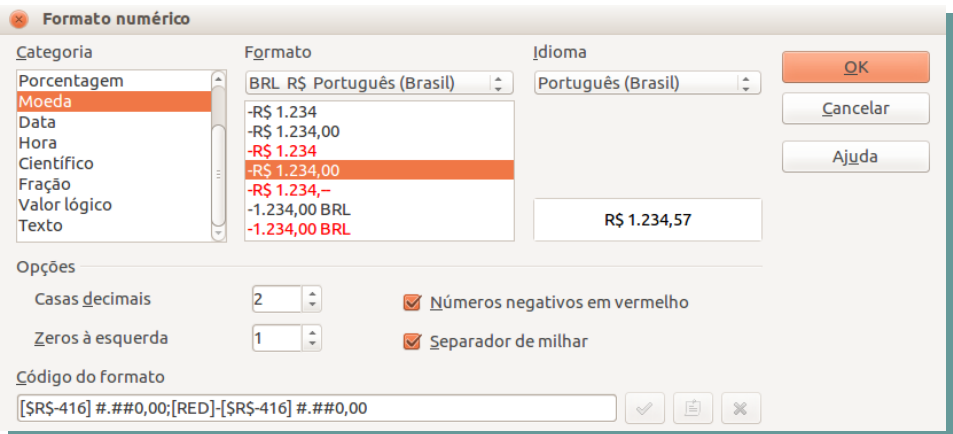 Formato numérico
Categoria
Porcentagem
Moeda
Data
Hora
Científico
Fração
Valor lógico
Texto
Formato
BRL R$ Português (Brasil)
-R$ 1.234
-R$ 1.234,00
-R$ 1.234
-R$ 1.234,00
-R$ 1.234,--
-1.234,00 BRL
-1.234,00 BRL
Idioma
Português (Brasil)
R$ 1.234,57
OK
Cancelar
Ajuda
Opções
Casas decimais
2
Números negativos em vermelho
Zeros à esquerda
1
Separador de milhar
Código do formato
[$R$-416] #.##0,00;[RED]-[$R$-416] #.##0,00